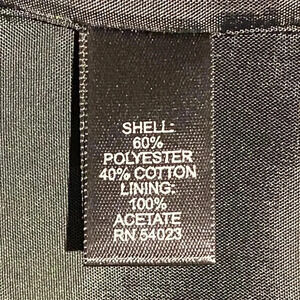 SHELL:
60%
POLYESTER
40% COTTON
LINING:
100%
ACETATE
RN 54023